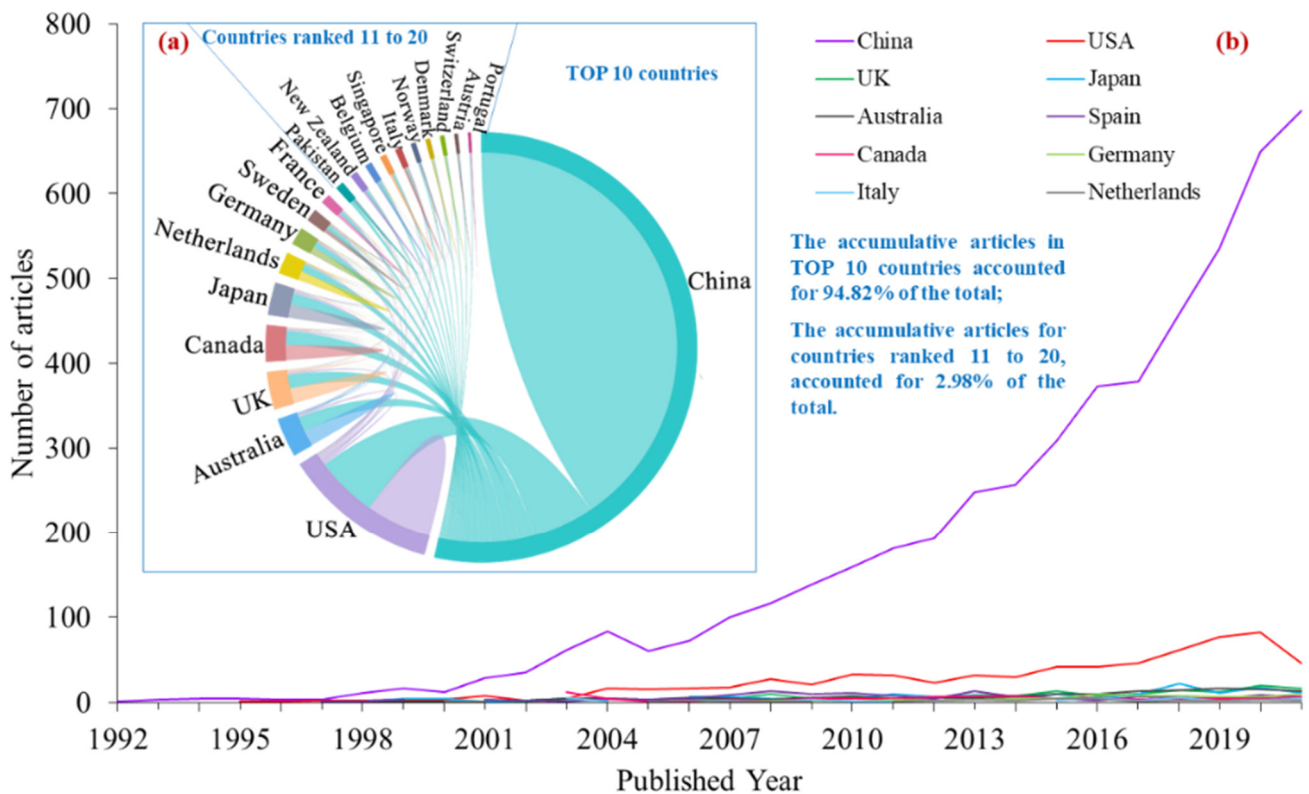 800
700
600
500
400
300
200
100
0
Number of articles
1992
1995
1998
2001
2004
2007
2010
2013
2016
2019
Published Year
(a)
Countries ranked 11 to 20
TOP 10 countries
Portugal
Austria
Switzerland
Denmark
Norway
Italy
Singapore
Belgium
New Zealand
Pakistan
France
Sweden
Germany
Netherlands
Japan
Canada
UK
Australia
USA
China
(b)
China
USA
UK
Japan
Australia
Spain
Canada
Germany
Italy
Netherlands
The accumulative articles in
TOP 10 countries accounted
for 94.82% of the total;
The accumulative articles for
countries ranked 11 to 20,
accounted for 2.98% of the
total.